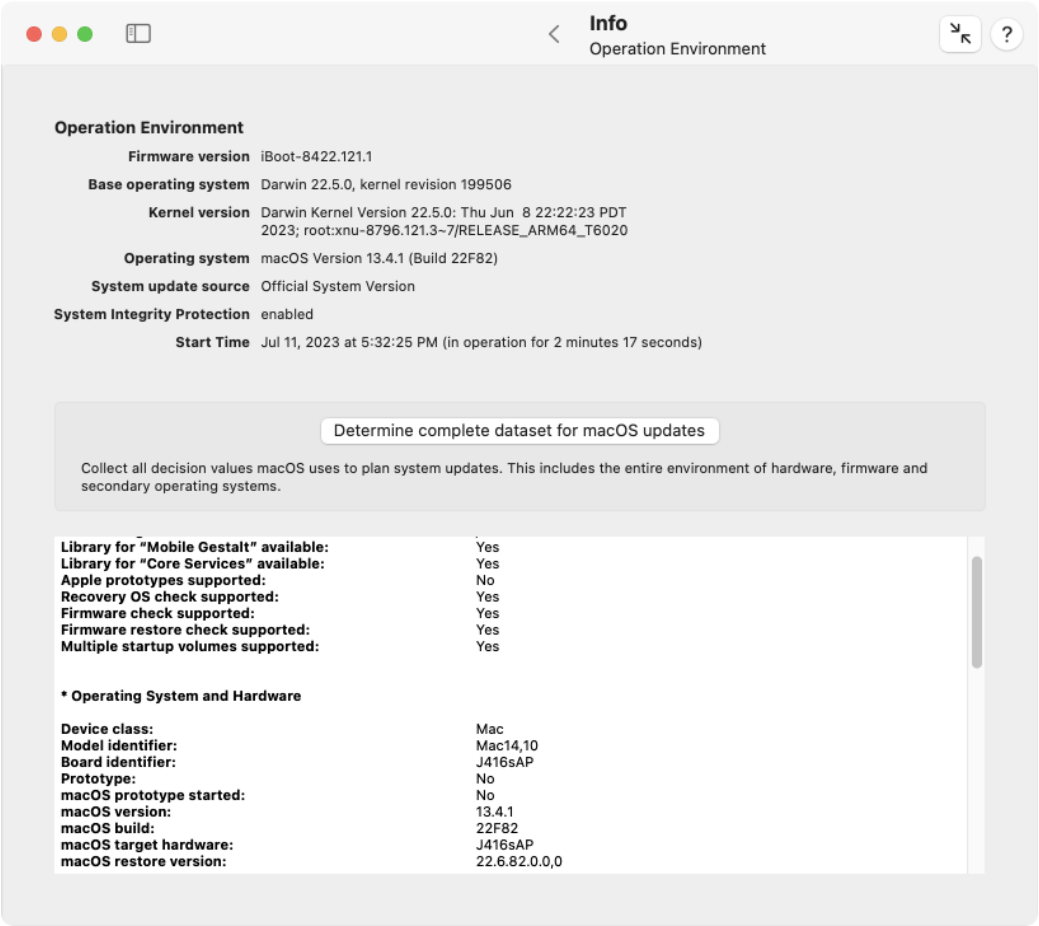 Info
Operation Environment
?
Operation Environment
Firmware version iBoot-8422.121.1
Base operating system Darwin 22.5.0, kernel revision 199506
Kernel version Darwin Kernel Version 22.5.0: Thu Jun  8 22:22:23 PDT
2023; root:xnu-8796.121.3~7/RELEASE_ARM64_T6020
Operating system macOS Version 13.4.1 (Build 22F82)
System update source Official System Version
System Integrity Protection enabled
Start Time Jul 11, 2023 at 5:32:25 PM (in operation for 2 minutes 17 seconds)
Determine complete dataset for macOS updates
Collect all decision values macOS uses to plan system updates. This includes the entire environment of hardware, firmware and
secondary operating systems.
Library for “Mobile Gestalt” available: Yes
Library for “Core Services” available: Yes
Apple prototypes supported: No
Recovery OS check supported: Yes
Firmware check supported: Yes
Firmware restore check supported: Yes
Multiple startup volumes supported: Yes
* Operating System and Hardware
Device class: Mac
Model identifier: Mac14,10
Board identifier: J416sAP
Prototype: No
macOS prototype started: No
macOS version: 13.4.1
macOS build: 22F82
macOS target hardware: J416sAP
macOS restore version: 22.6.82.0.0,0